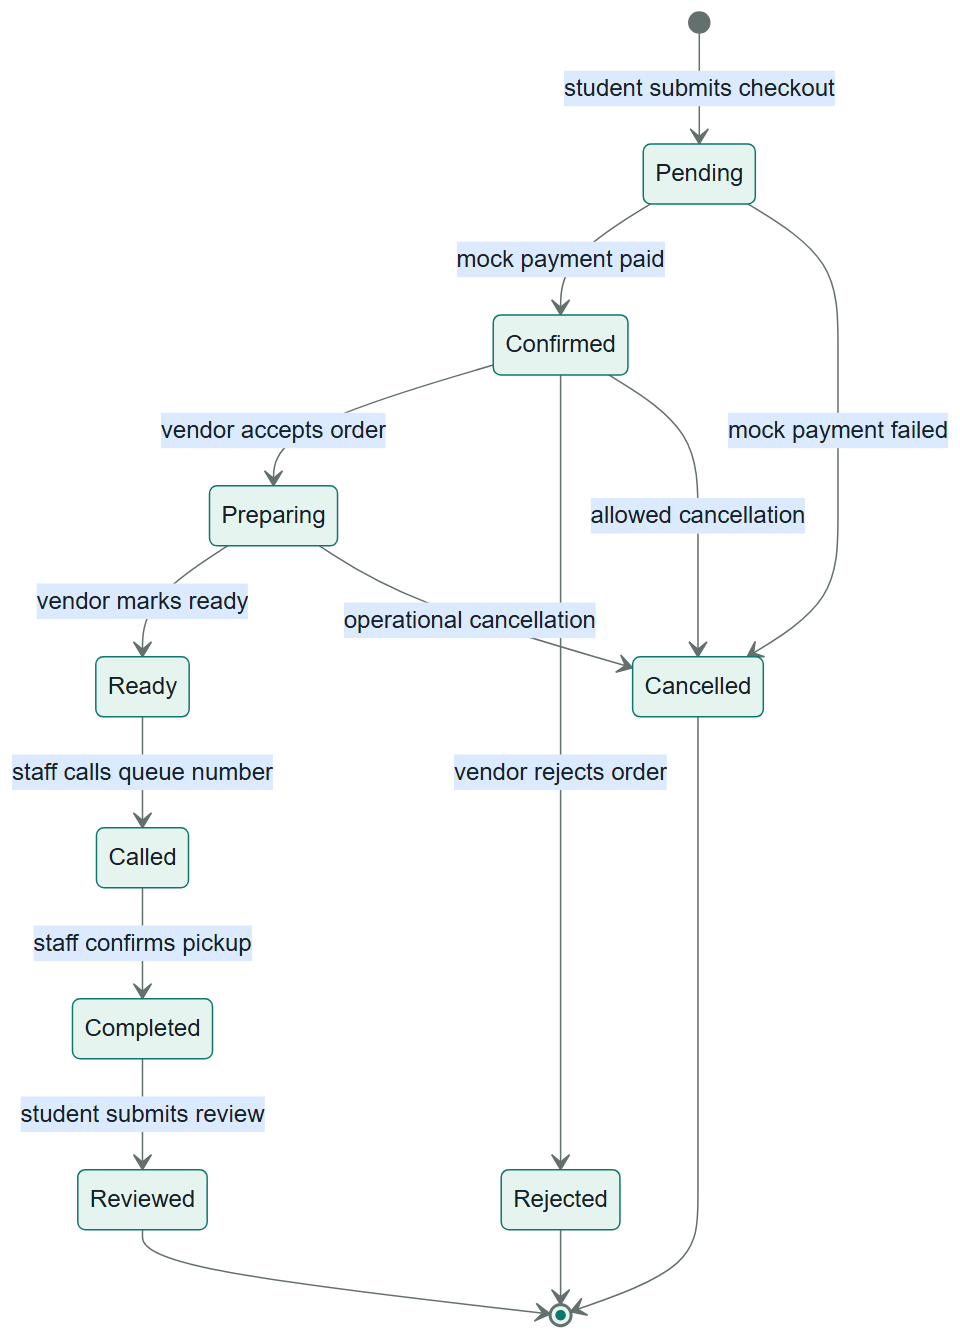 student submits checkout
Pending
mock payment paid
Confirmed
vendor accepts order
mock payment failed
Preparing
allowed cancellation
vendor marks ready
operational cancellation
Ready
Cancelled
staff calls queue number
vendor rejects order
Called
staff confirms pickup
Completed
student submits review
Reviewed
Rejected